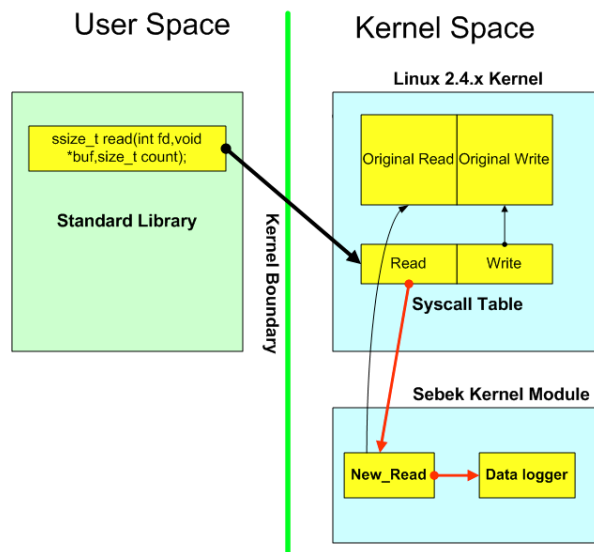 User Space
Kernel Space
Linux 2.4.x Kernel
ssize_t read(int fd,void
*buf,size_t count);
Standard Library
Kernel Boundary
Original Read
Original Write
Read
Write
Syscall Table
Sebek Kernel Module
New_Read
Data logger